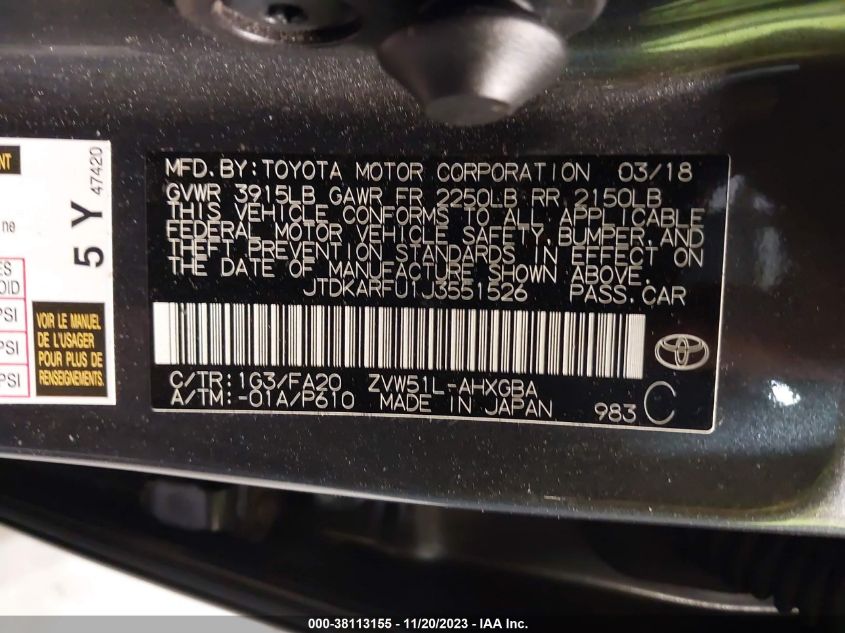 MFD.BY:TOYOTA MOTOR CORPORATION 03/18
GVWR 3915LB GAWR FR 2250LB RR 2150LB
THIS VEHICLE CONFORMS TO ALL APPLICABLE
FEDERAL MOTOR VEHICLE SAFETY,BUMPER,AND
THEFT PREVENTION STANDARDS IN EFFECT ON
THE DATE OF MANUFACTURE SHOWN ABOVE.
JTDKARFU1J3551526 PASS.CAR
C/TR:1G3/FA20 ZVW51L-AHXGBA
A/TM:-01A/P610 MADE IN JAPAN 983 C
5 Y 47420
PSI
PSI
VOIR LE MANUEL
DE L'USAGER
POUR PLUS DE
RENSEIGNEMENTS.
000-38113155 - 11/20/2023 - IAA Inc.